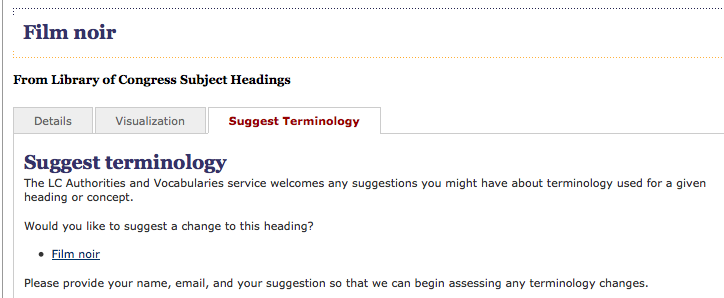 Film noir
From Library of Congress Subject Headings
Details Visualization Suggest Terminology
Suggest terminology
The LC Authorities and Vocabularies service welcomes any suggestions you might have about terminology used for a given
heading or concept.
Would you like to suggest a change to this heading?
• Film noir
Please provide your name, email, and your suggestion so that we can begin assessing any terminology changes.